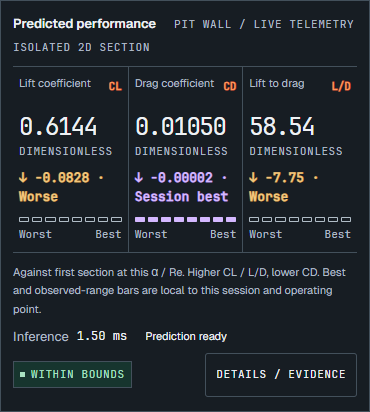 Predicted performance PIT WALL / LIVE TELEMETRY
ISOLATED 2D SECTION
Lift coefficient CL
0.6144
DIMENSIONLESS
↓ -0.0828 ·
Worse
Worst Best
Drag coefficient CD
0.01050
DIMENSIONLESS
↓ -0.00002 ·
Session best
Worst Best
Lift to drag L/D
58.54
DIMENSIONLESS
↓ -7.75 ·
Worse
Worst Best
Against first section at this α / Re. Higher CL / L/D, lower CD. Best
and observed-range bars are local to this session and operating
point.
Inference 1.50 ms Prediction ready
WITHIN BOUNDS
DETAILS / EVIDENCE